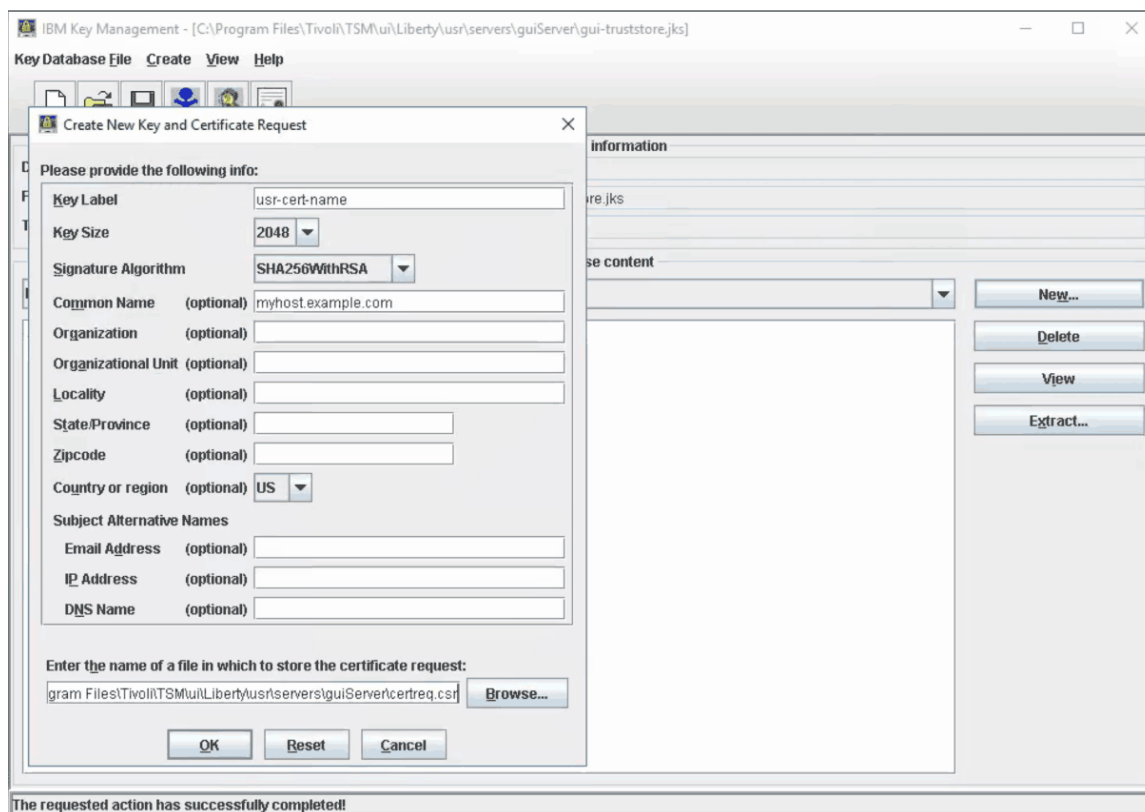 IBM Key Management - [C:\Program Files\Tivoli\TSM\ui\Liberty\usr\servers\guiServer\gui-truststore.jks]
Key Database File Create View Help
Create New Key and Certificate Request
information
Please provide the following info:
Key Label usr-cert-name
re.jks
Key Size 2048
Signature Algorithm SHA256WithRSA
se content
Common Name (optional) myhost.example.com
New...
Organization (optional)
Delete
Organizational Unit (optional)
View
Locality (optional)
State/Province (optional)
Extract...
Zipcode (optional)
Country or region (optional) US
Subject Alternative Names
Email Address (optional)
IP Address (optional)
DNS Name (optional)
Enter the name of a file in which to store the certificate request:
gram Files\Tivoli\TSM\ui\Liberty\usr\servers\guiServer\certreq.csr Browse...
OK Reset Cancel
The requested action has successfully completed!